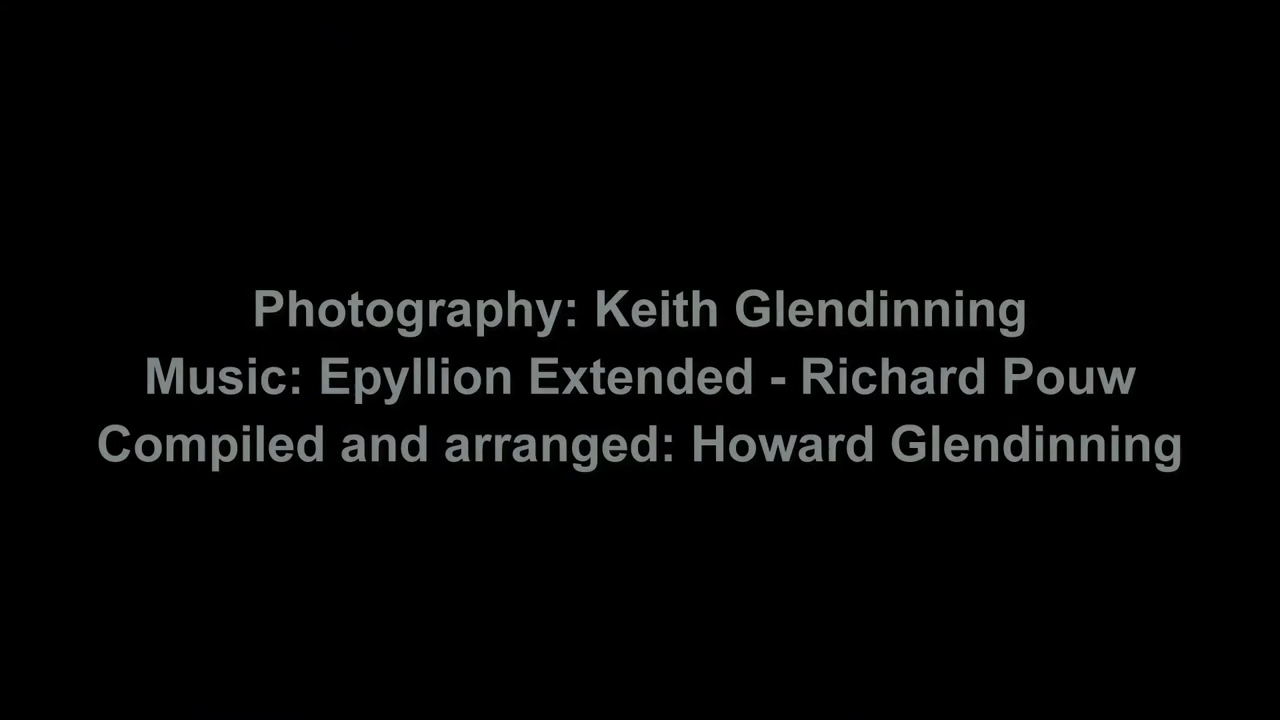 Photography: Keith Glendinning
Music: Epyllion Extended - Richard Pouw
Compiled and arranged: Howard Glendinning